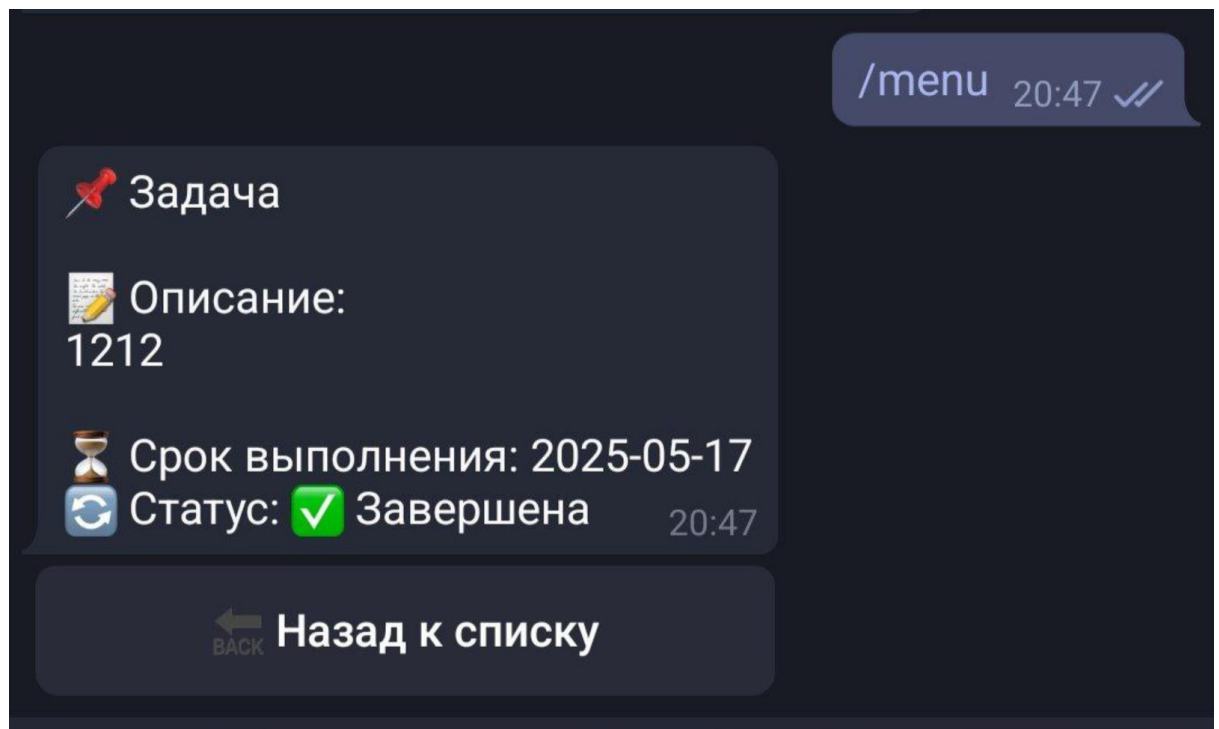 /menu 20:47
📌 Задача
📝 Описание:
1212
⏳ Срок выполнения: 2025-05-17
🔄 Статус: ✅ Завершена 20:47
🔙 BACK Назад к списку